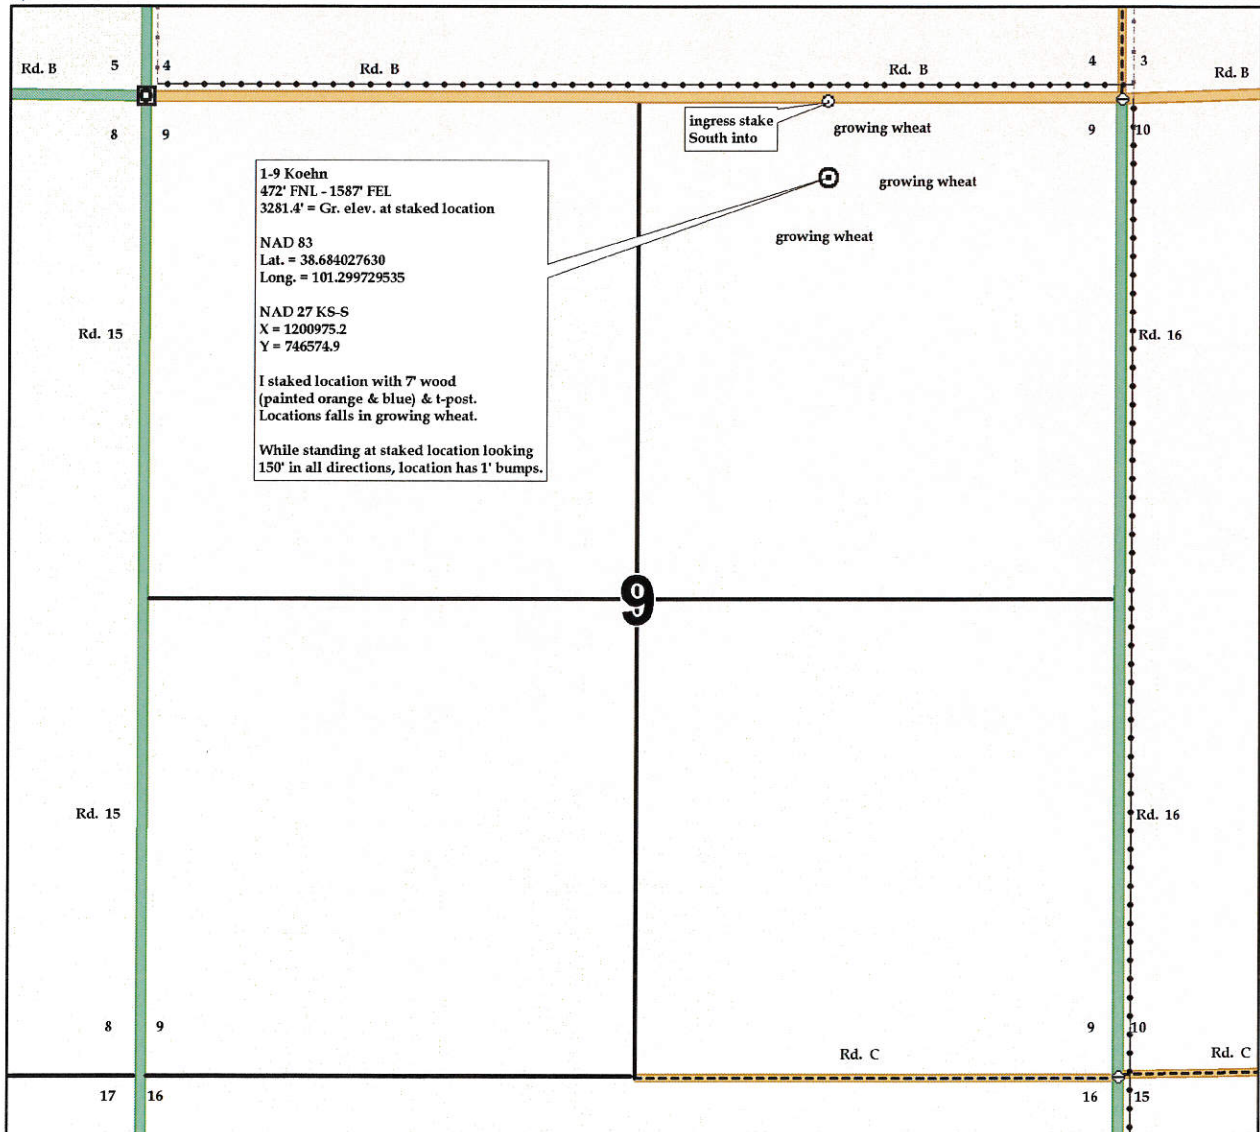 5 4
4 3
Rd. B
Rd. B
Rd. B
Rd. B
8 9
9 10
ingress stake
South into
growing wheat
growing wheat
growing wheat
1-9 Koehn
472' FNL - 1587' FEL
3281.4' = Gr. elev. at staked location
NAD 83
Lat. = 38.684027630
Long. = 101.299729535
NAD 27 KS-S
X = 1200975.2
Y = 746574.9
I staked location with 7' wood
(painted orange & blue) & t-post.
Locations falls in growing wheat.
While standing at staked location looking
150' in all directions, location has 1' bumps.
Rd. 15
Rd. 16
9
Rd. 15
Rd. 16
8 9
9 10
Rd. C
Rd. C
17 16
16 15